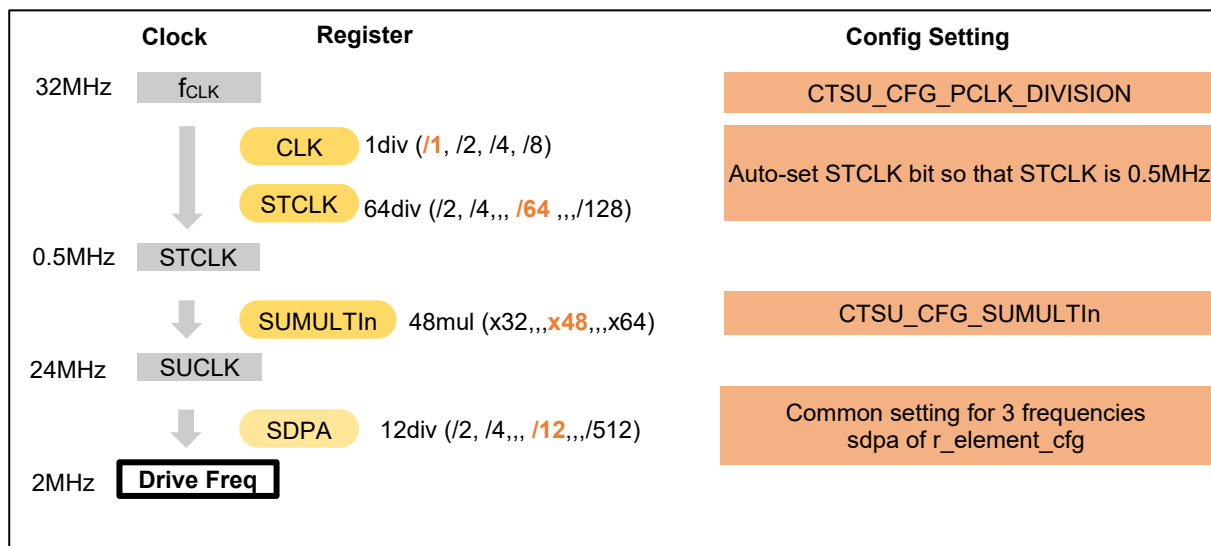 Clock Register Config Setting
32MHz fCLK CTSU_CFG_PCLK_DIVISION
CLK 1div (/1, /2, /4, /8)
Auto-set STCLK bit so that STCLK is 0.5MHz
STCLK 64div (/2, /4,,, /64 ,,,/128)
0.5MHz STCLK
SUMULTIn 48mul (x32,,,x48,,,x64) CTSU_CFG_SUMULTIn
24MHz SUCLK
Common setting for 3 frequencies
SDPA 12div (/2, /4,,, /12,,,/512)
sdpa of r_element_cfg
2MHz Drive Freq